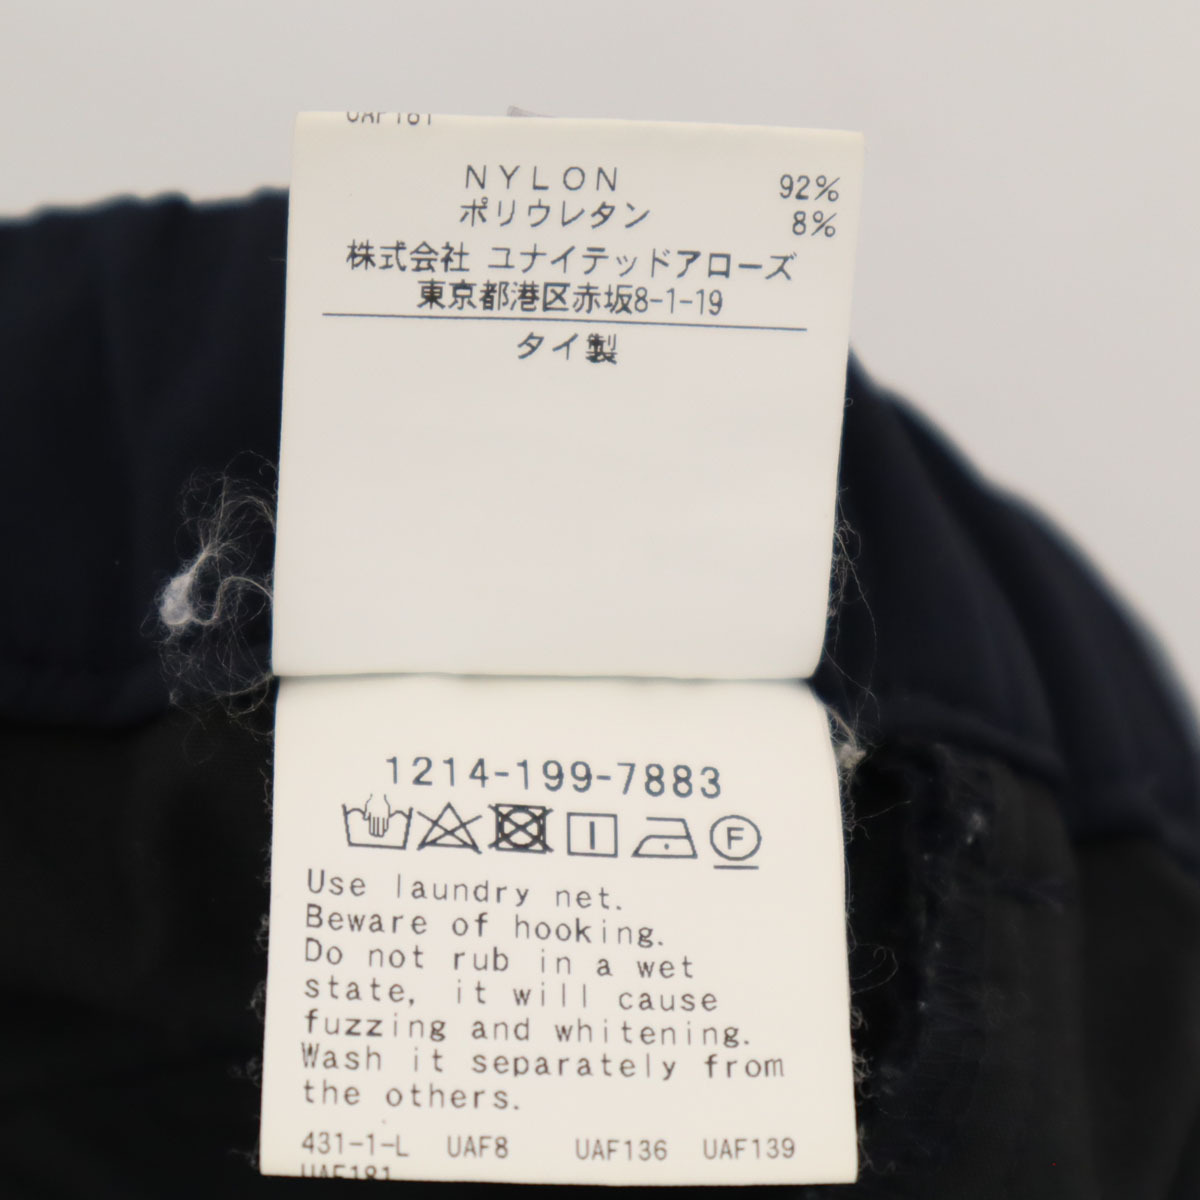 UAF181
NYLON 92%
ポリウレタン 8%
株式会社 ユナイテッドアローズ
東京都港区赤坂8-1-19
タイ製
1214-199-7883
F
Use laundry net.
Beware of hooking.
Do not rub in a wet
state, it will cause
fuzzing and whitening.
Wash it separately from
the others.
431-1-L UAF8 UAF136 UAF139
UAF181